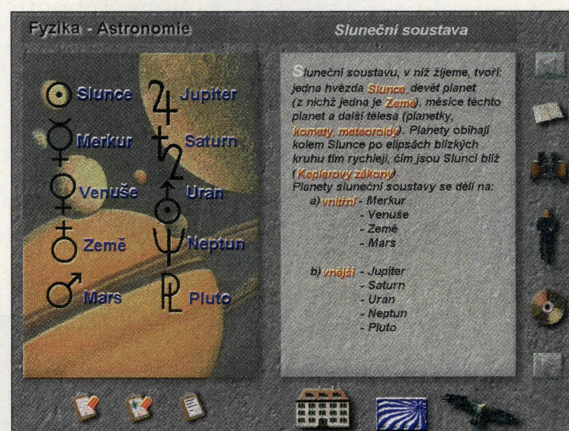 Fyzika - Astronomie
Sluneční soustava
Slunce
Jupiter
Merkur
Saturn
Venuše
Uran
Země
Neptun
Mars
Pluto
Sluneční soustavu, v níž žijeme, tvoří:
jedna hvězda Slunce, devět planet
(z nichž jedna je Země), měsíce těchto
planet a další tělesa (planetky,
komety, meteoroidy). Planety obíhají
kolem Slunce po elipsách blízkých
kruhu tím rychleji, čím jsou Slunci blíž
(Keplerovy zákony)
Planety sluneční soustavy se dělí na:
a) vnitřní - Merkur
- Venuše
- Země
- Mars
b) vnější - Jupiter
- Saturn
- Uran
- Neptun
- Pluto